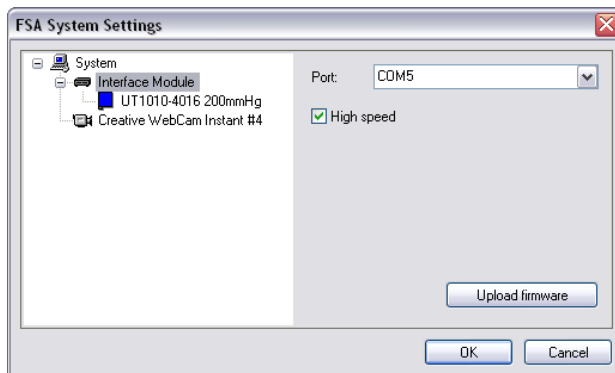 FSA System Settings
System
Interface Module
UT1010-4016 200mmHg
Creative WebCam Instant #4
Port: COM5
High speed
Upload firmware
OK Cancel